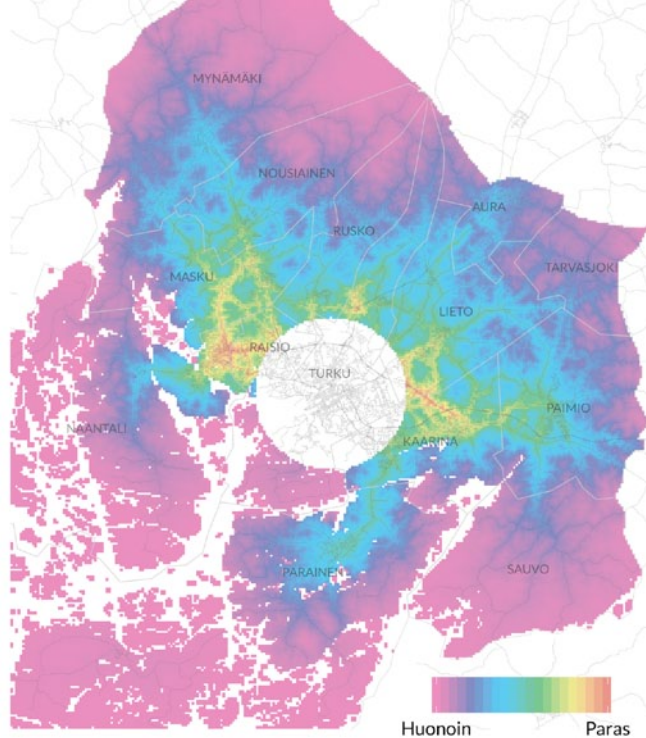 MYNÄMÄKI
NOUSIAINEN
AURA
RUSKO
TARVASJOKI
MASKU
LIETO
RAISIO
TURKU
PAIMIO
NAANTALI
KAARINA
PARAINEN
SAUVO
Huonoin Paras